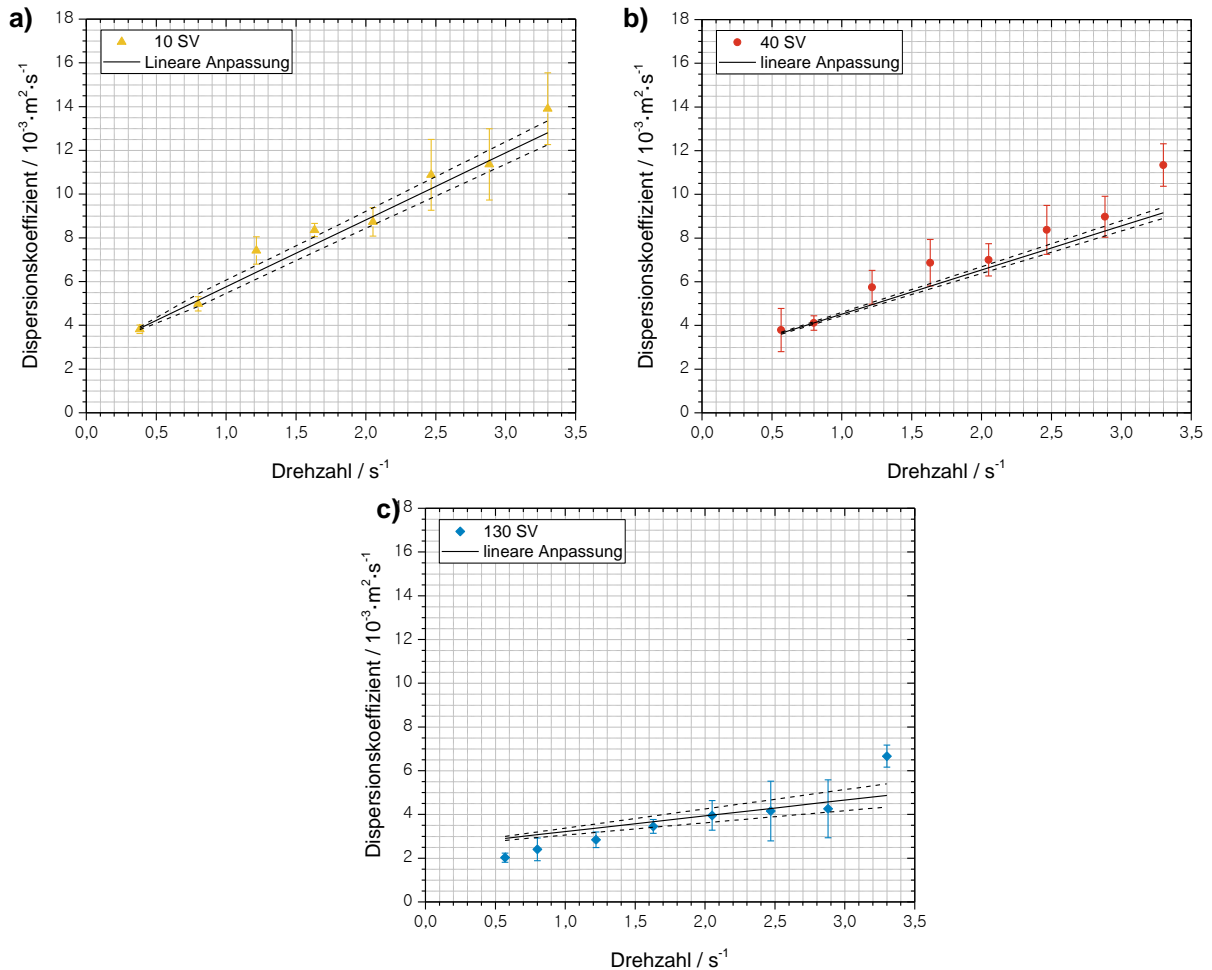 a)
18
16
14
12
10
8
6
4
2
0
Dispersionskoeffizient / 10⁻³·m²·s⁻¹
10 SV
Lineare Anpassung
0,0 0,5 1,0 1,5 2,0 2,5 3,0 3,5
Drehzahl / s⁻¹
b)
18
16
14
12
10
8
6
4
2
0
Dispersionskoeffizient / 10⁻³·m²·s⁻¹
40 SV
lineare Anpassung
0,0 0,5 1,0 1,5 2,0 2,5 3,0 3,5
Drehzahl / s⁻¹
c)
18
16
14
12
10
8
6
4
2
0
Dispersionskoeffizient / 10⁻³·m²·s⁻¹
130 SV
lineare Anpassung
0,0 0,5 1,0 1,5 2,0 2,5 3,0 3,5
Drehzahl / s⁻¹